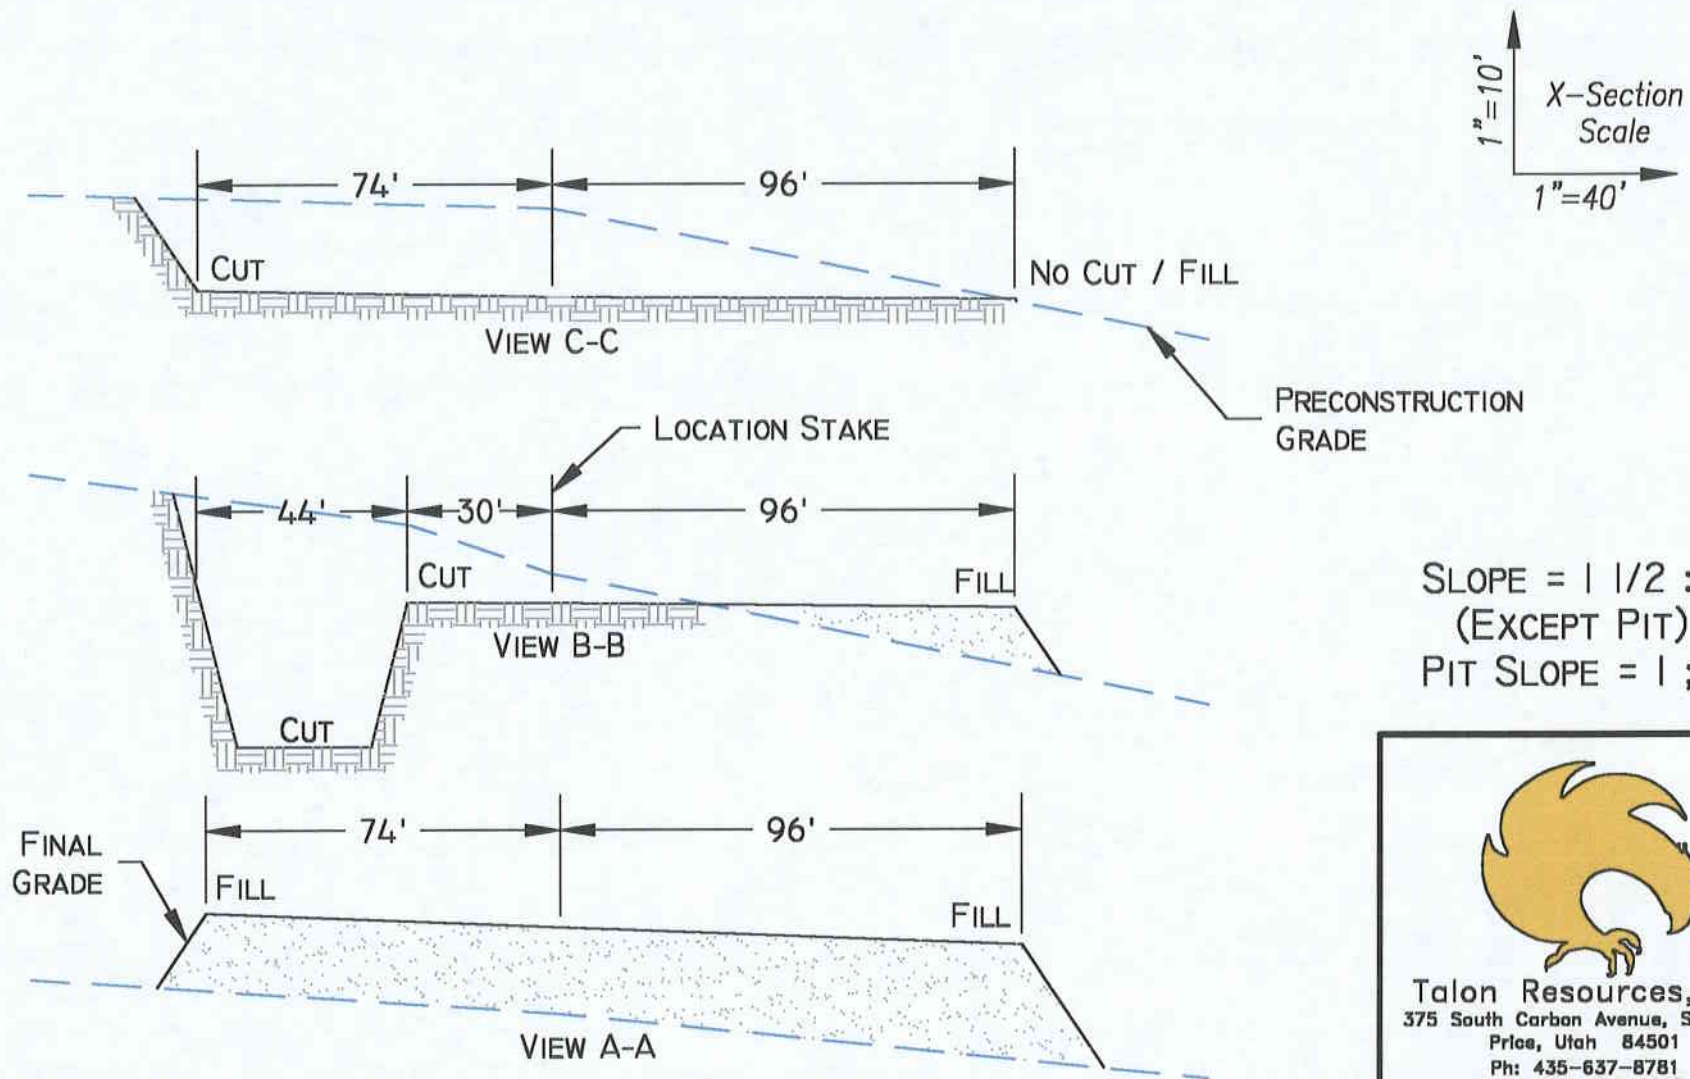 1"=10'
X-Section
Scale
1"=40'
74'
96'
CUT
NO CUT / FILL
VIEW C-C
PRECONSTRUCTION
GRADE
LOCATION STAKE
44'
30'
96'
CUT
FILL
VIEW B-B
CUT
SLOPE = 1 1/2 :
(EXCEPT PIT)
PIT SLOPE = 1 :
74'
96'
FINAL
GRADE
FILL
FILL
VIEW A-A
Talon Resources,
375 South Carbon Avenue, S
Price, Utah 84501
Ph: 435-637-8781